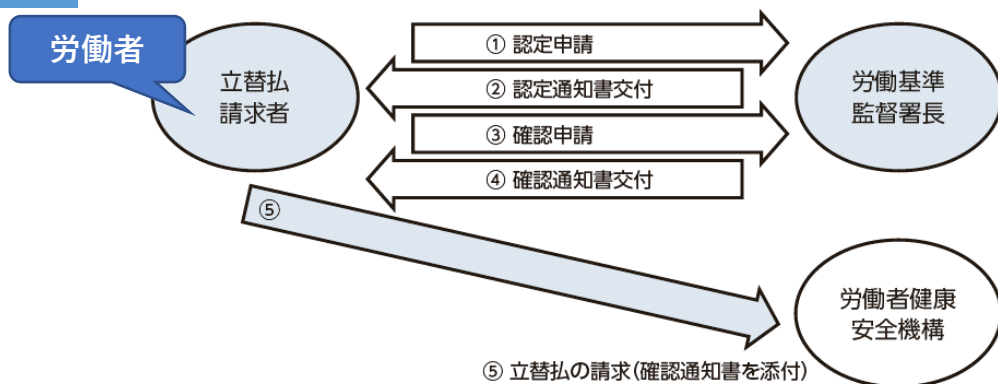 労働者
立替払
請求者
① 認定申請
② 認定通知書交付
③ 確認申請
④ 確認通知書交付
労働基準
監督署長
⑤
労働者健康
安全機構
⑤ 立替払の請求(確認通知書を添付)